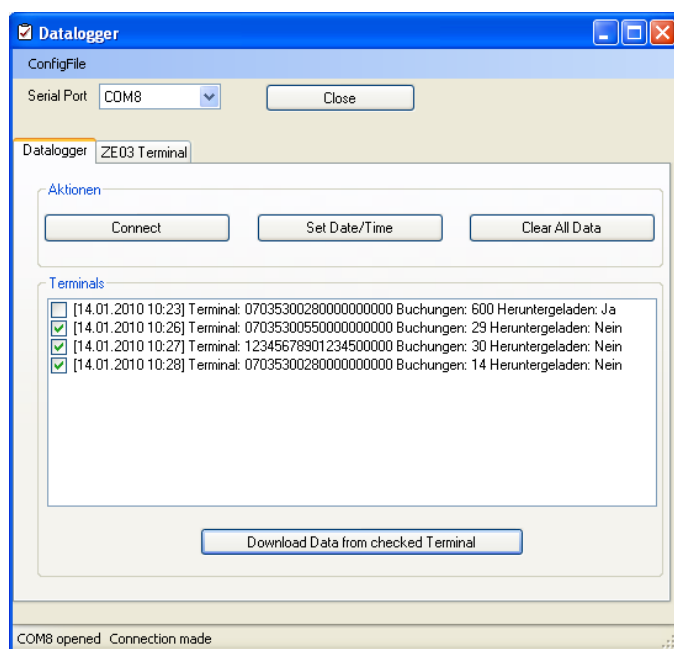 Datalogger
ConfigFile
Serial Port COM8 Close
Datalogger ZE03 Terminal
Aktionen
Connect Set Date/Time Clear All Data
Terminals
[14.01.2010 10:23] Terminal: 07035300280000000000 Buchungen: 600 Heruntergeladen: Ja
[14.01.2010 10:26] Terminal: 07035300550000000000 Buchungen: 29 Heruntergeladen: Nein
[14.01.2010 10:27] Terminal: 12345678901234500000 Buchungen: 30 Heruntergeladen: Nein
[14.01.2010 10:28] Terminal: 07035300280000000000 Buchungen: 14 Heruntergeladen: Nein
Download Data from checked Terminal
COM8 opened Connection made